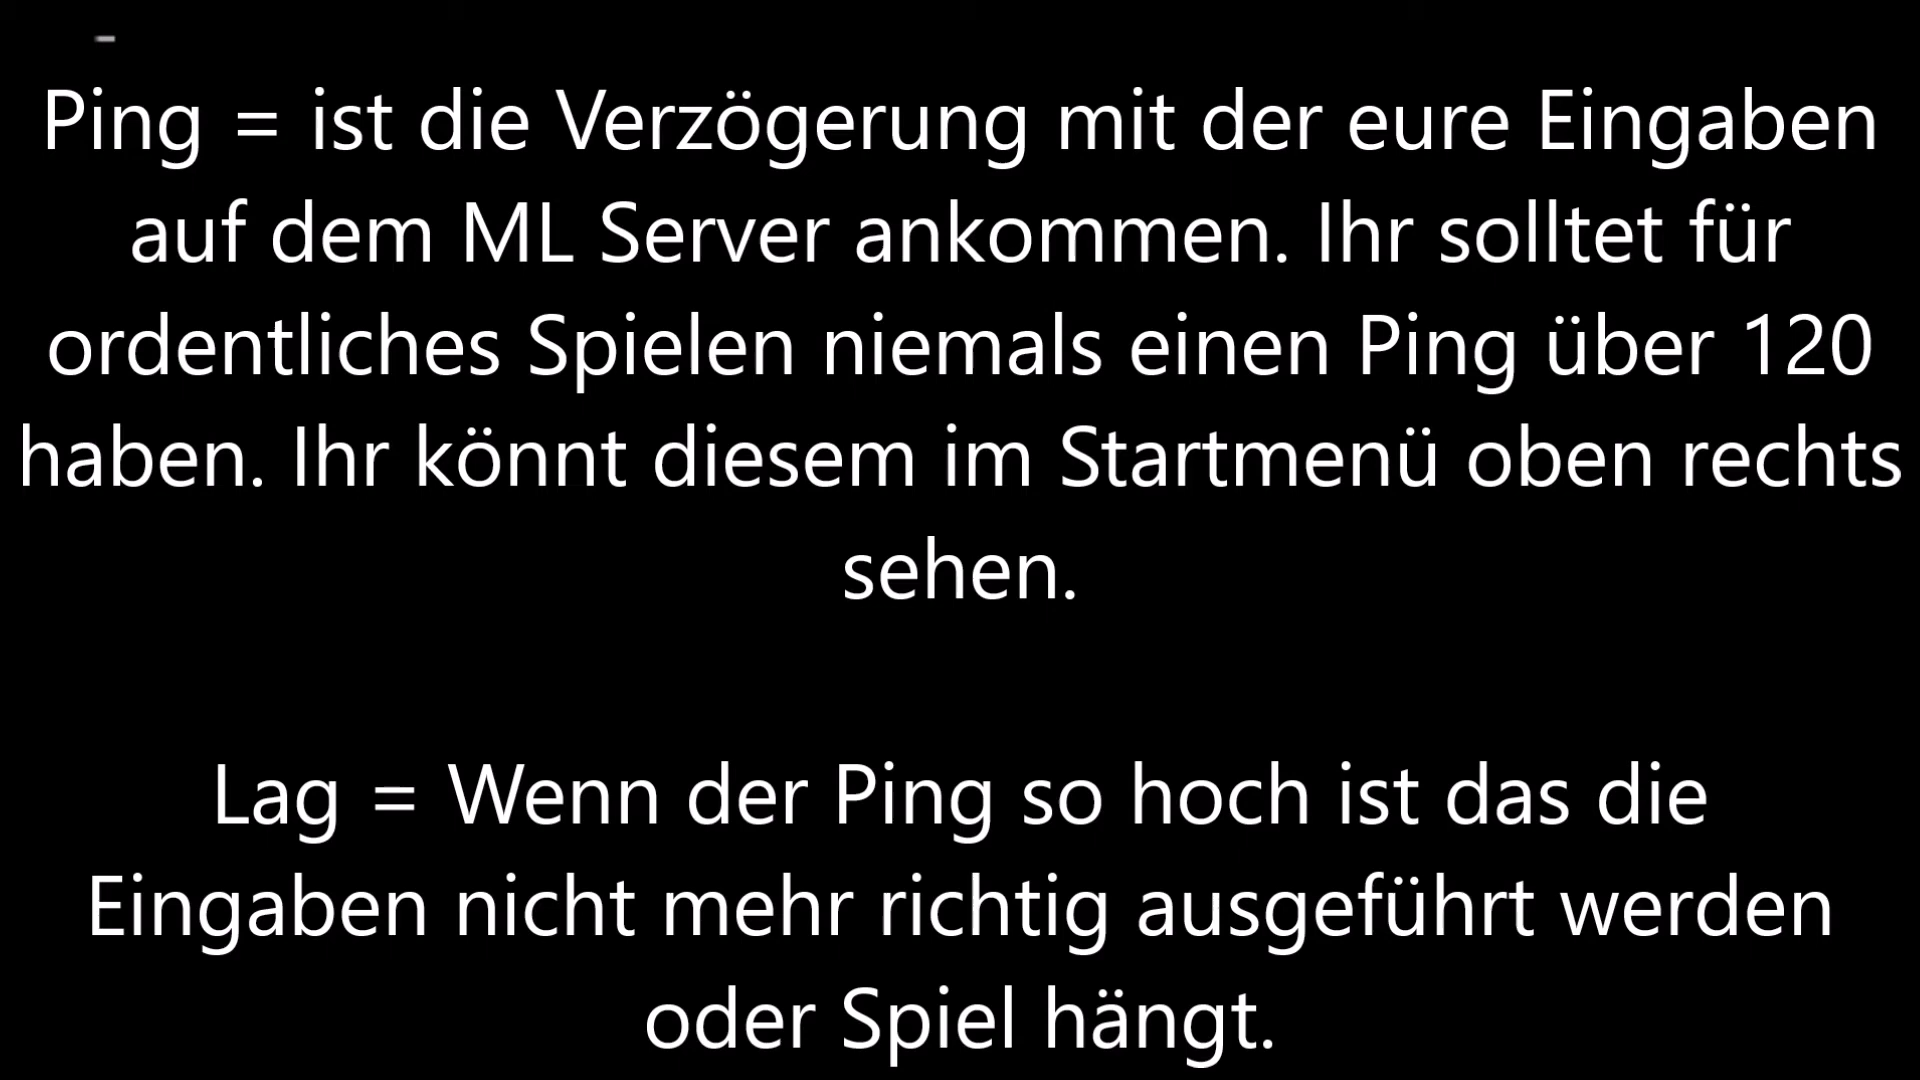 Ping = ist die Verzögerung mit der eure Eingaben
auf dem ML Server ankommen. Ihr solltet für
ordentliches Spielen niemals einen Ping über 120
haben. Ihr könnt diesem im Startmenü oben rechts
sehen.
Lag = Wenn der Ping so hoch ist das die
Eingaben nicht mehr richtig ausgeführt werden
oder Spiel hängt.